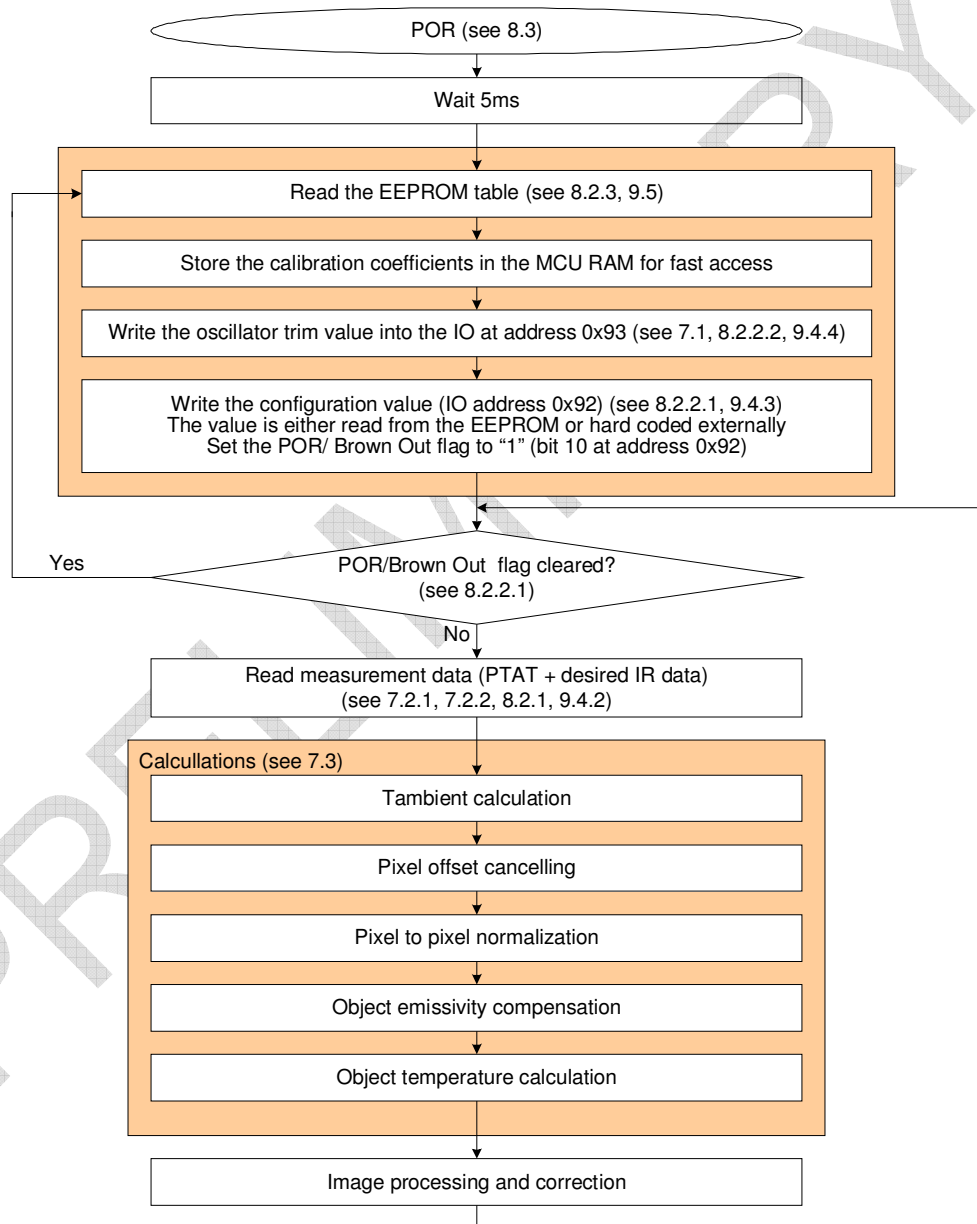 POR (see 8.3)
Wait 5ms
Read the EEPROM table (see 8.2.3, 9.5)
Store the calibration coefficients in the MCU RAM for fast access
Write the oscillator trim value into the IO at address 0x93 (see 7.1, 8.2.2.2, 9.4.4)
Write the configuration value (IO address 0x92) (see 8.2.2.1, 9.4.3)
The value is either read from the EEPROM or hard coded externally
Set the POR/ Brown Out flag to “1” (bit 10 at address 0x92)
Yes
POR/Brown Out flag cleared?
(see 8.2.2.1)
No
Read measurement data (PTAT + desired IR data)
(see 7.2.1, 7.2.2, 8.2.1, 9.4.2)
Calcullations (see 7.3)
Tambient calculation
Pixel offset cancelling
Pixel to pixel normalization
Object emissivity compensation
Object temperature calculation
Image processing and correction